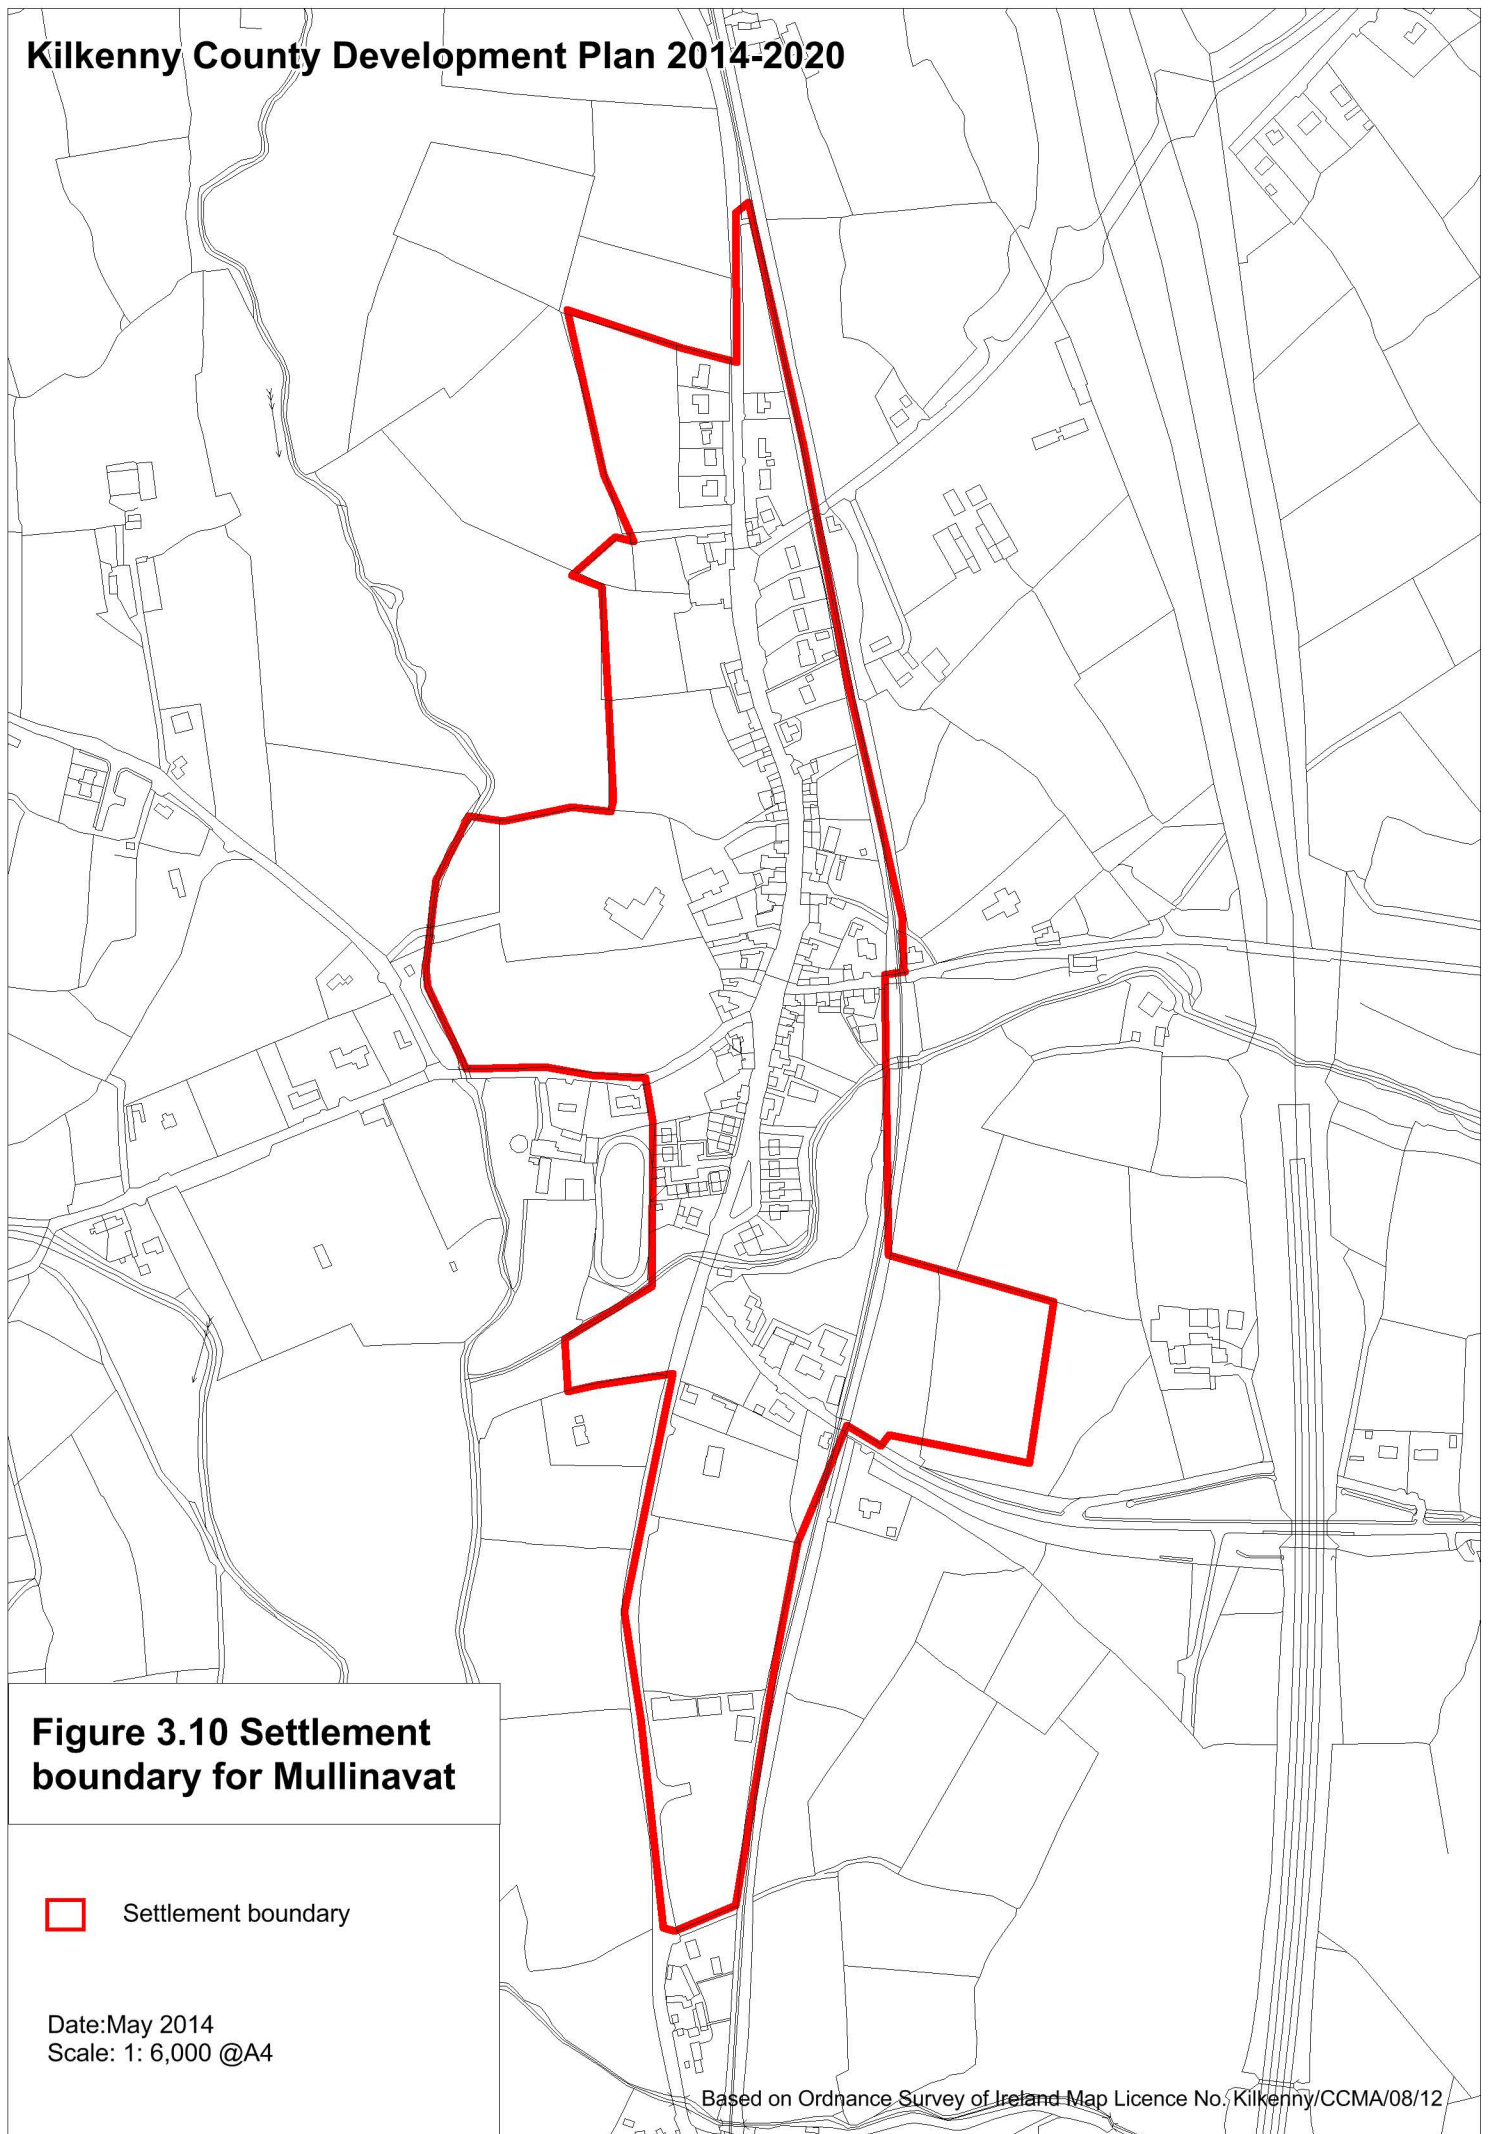 Kilkenny County Development Plan 2014-2020
Figure 3.10 Settlement
boundary for Mullinavat
Settlement boundary
Date:May 2014
Scale: 1: 6,000 @A4
Based on Ordnance Survey of Ireland Map Licence No. Kilkenny/CCMA/08/12